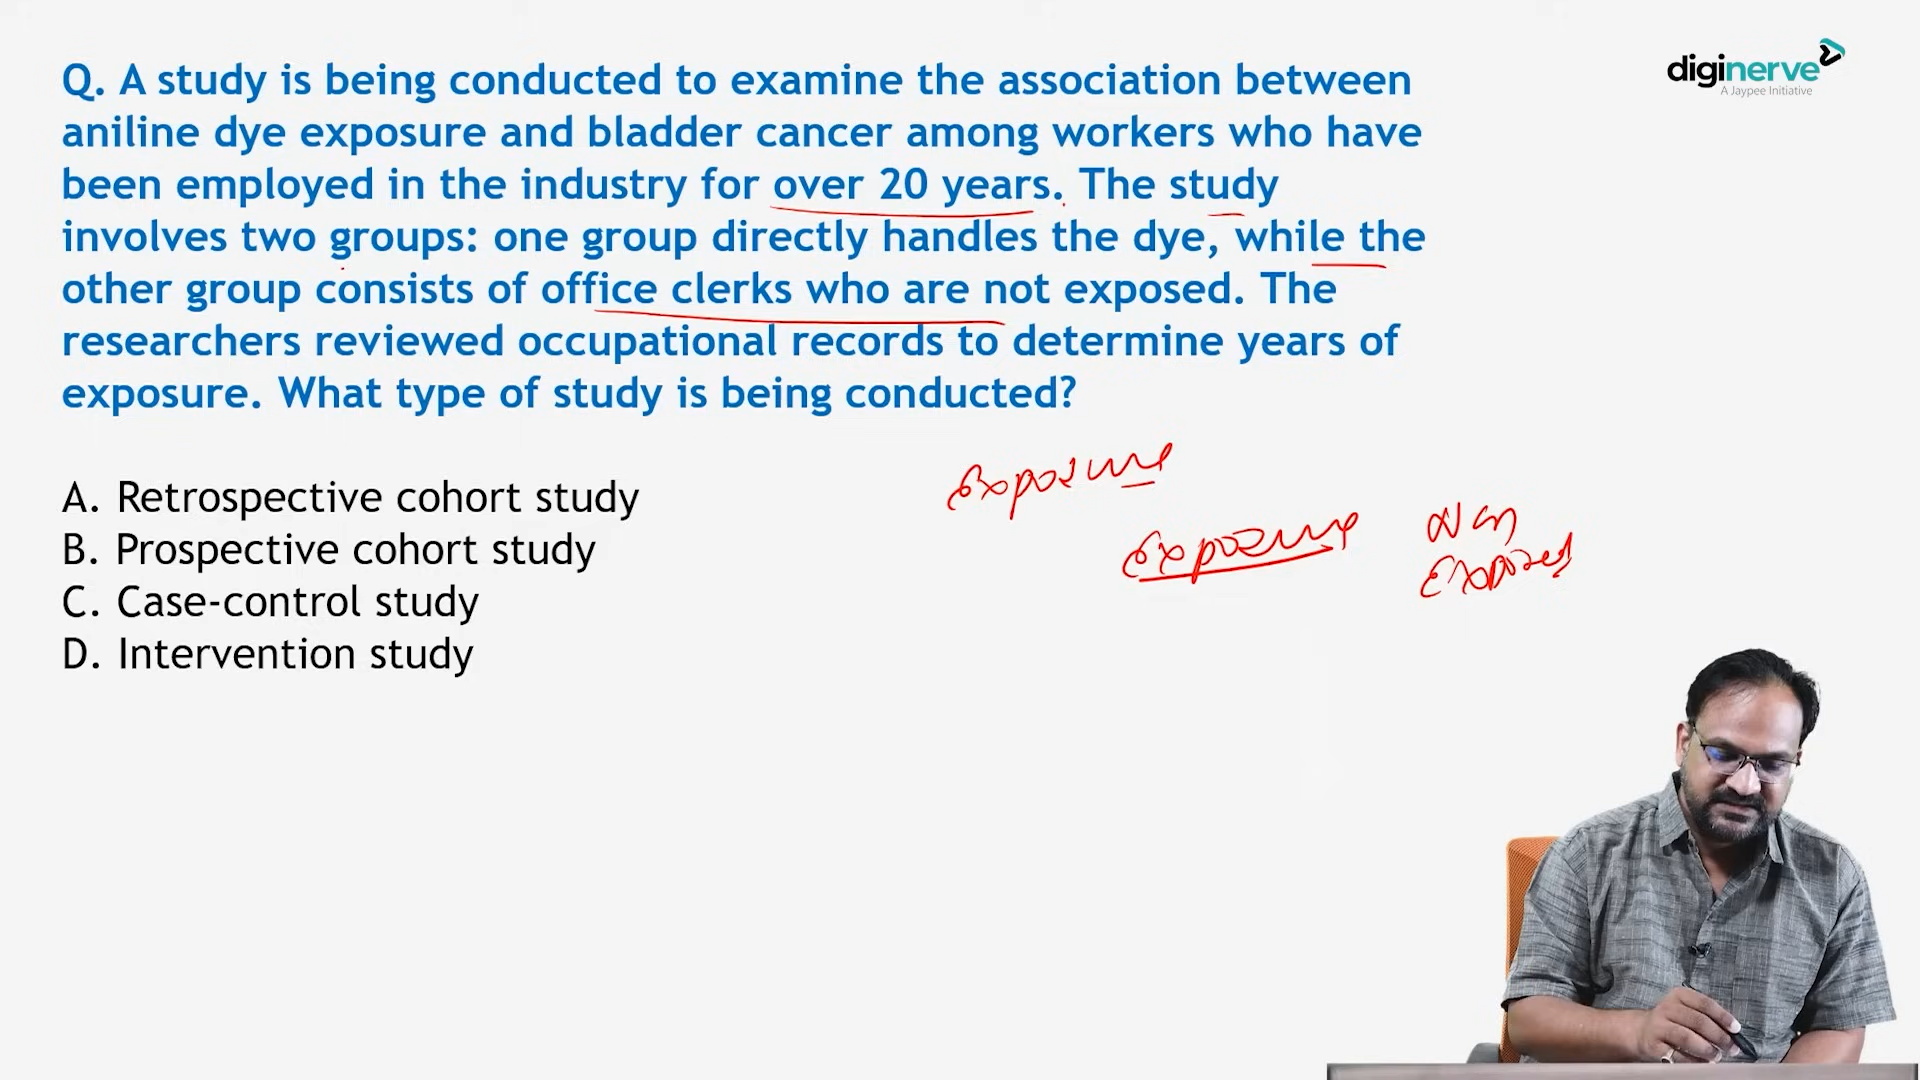 diginerve
A Jaypee Initiative
Q. A study is being conducted to examine the association between
aniline dye exposure and bladder cancer among workers who have
been employed in the industry for over 20 years. The study
involves two groups: one group directly handles the dye, while the
other group consists of office clerks who are not exposed. The
researchers reviewed occupational records to determine years of
exposure. What type of study is being conducted?
A. Retrospective cohort study
B. Prospective cohort study
C. Case-control study
D. Intervention study
exposure
exposure
exposed